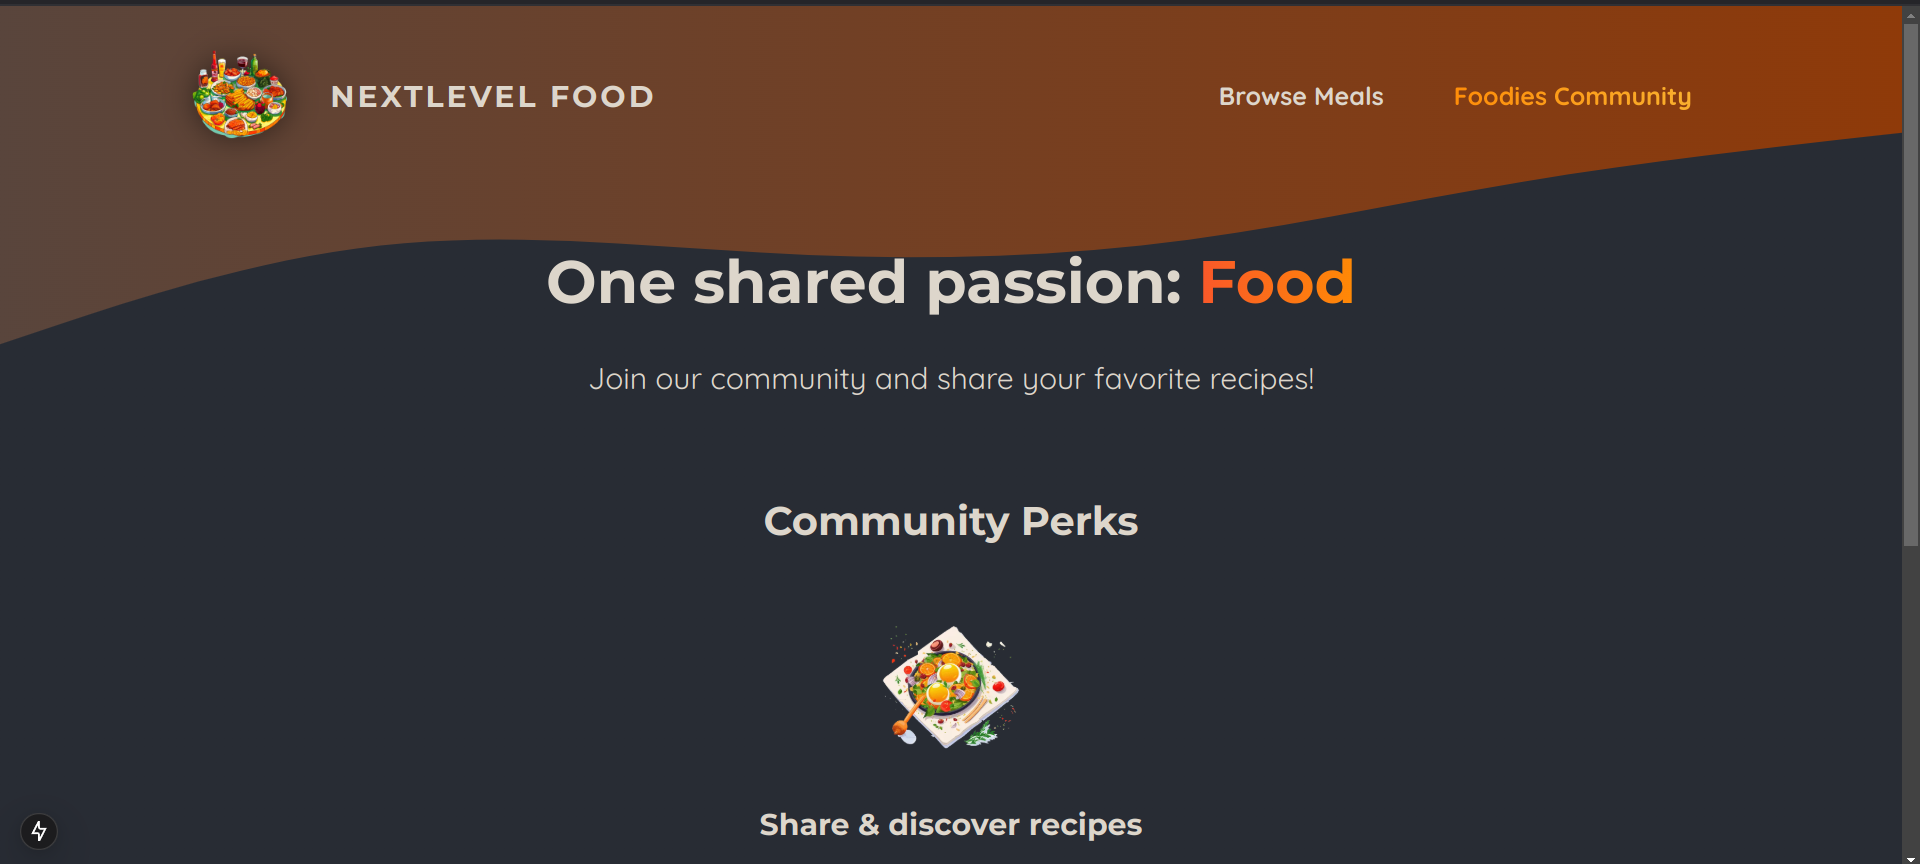 NEXTLEVEL FOOD
Browse Meals
Foodies Community
One shared passion: Food
Join our community and share your favorite recipes!
Community Perks
Share & discover recipes